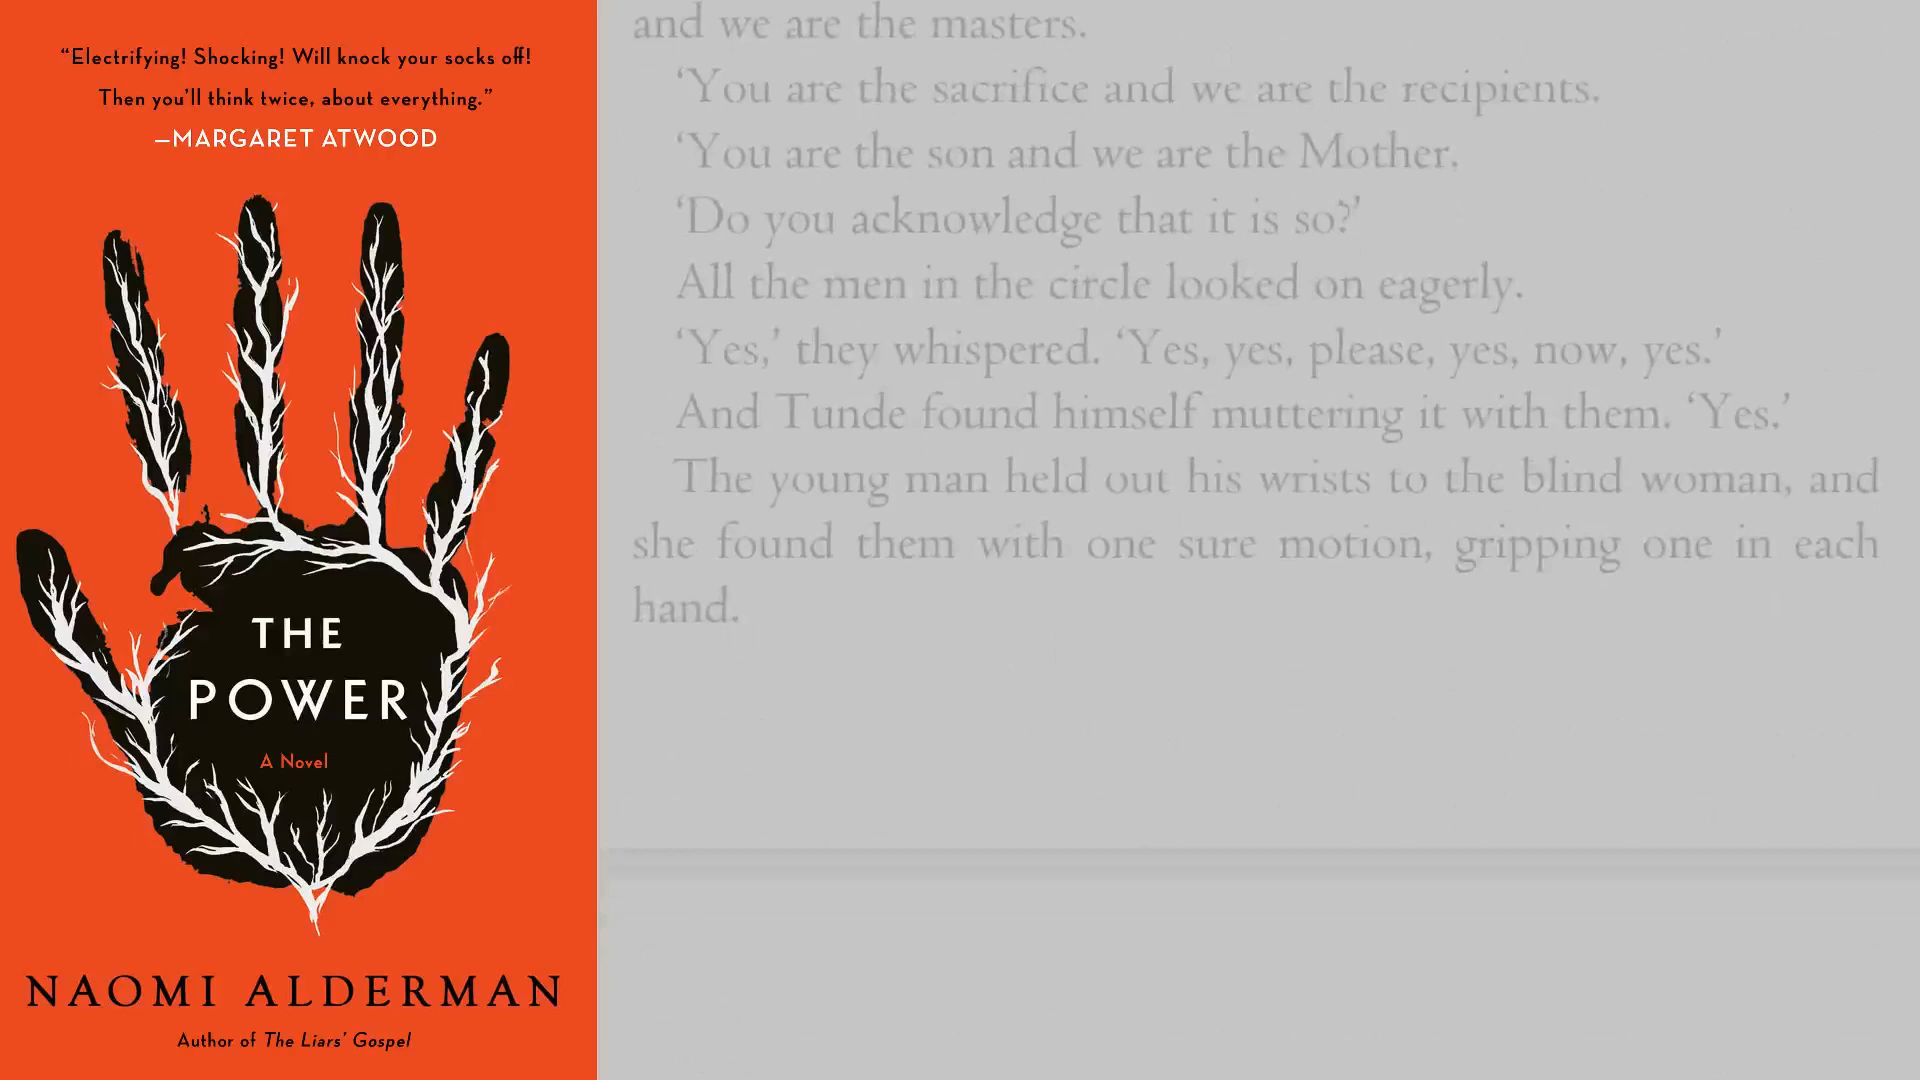 “Electrifying! Shocking! Will knock your socks off!
Then you’ll think twice, about everything.”
—MARGARET ATWOOD
THE
POWER
A Novel
NAOMI ALDERMAN
Author of The Liars’ Gospel
and we are the masters.
‘You are the sacrifice and we are the recipients.
‘You are the son and we are the Mother.
‘Do you acknowledge that it is so?’
All the men in the circle looked on eagerly.
‘Yes,’ they whispered. ‘Yes, yes, please, yes, now, yes.’
And Tunde found himself muttering it with them. ‘Yes.’
The young man held out his wrists to the blind woman, and
she found them with one sure motion, gripping one in each
hand.